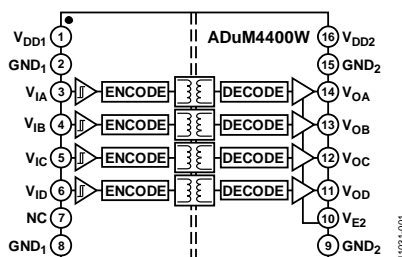 ADuM4400W
VDD1 1 16 VDD2
GND1 2 15 GND2
VIA 3 ENCODE DECODE 14 VOA
VIB 4 ENCODE DECODE 13 VOB
VIC 5 ENCODE DECODE 12 VOC
VID 6 ENCODE DECODE 11 VOD
NC 7 10 VE2
GND1 8 9 GND2